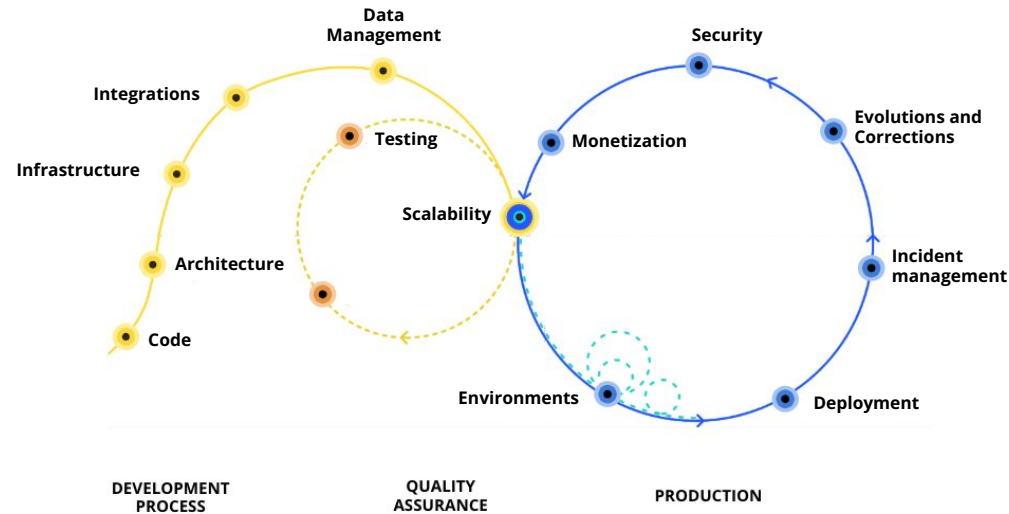 Data
Management
Security
Integrations
Evolutions and
Corrections
Testing
Monetization
Infrastructure
Scalability
Architecture
Incident
management
Code
Environments
Deployment
DEVELOPMENT
PROCESS
QUALITY
ASSURANCE
PRODUCTION